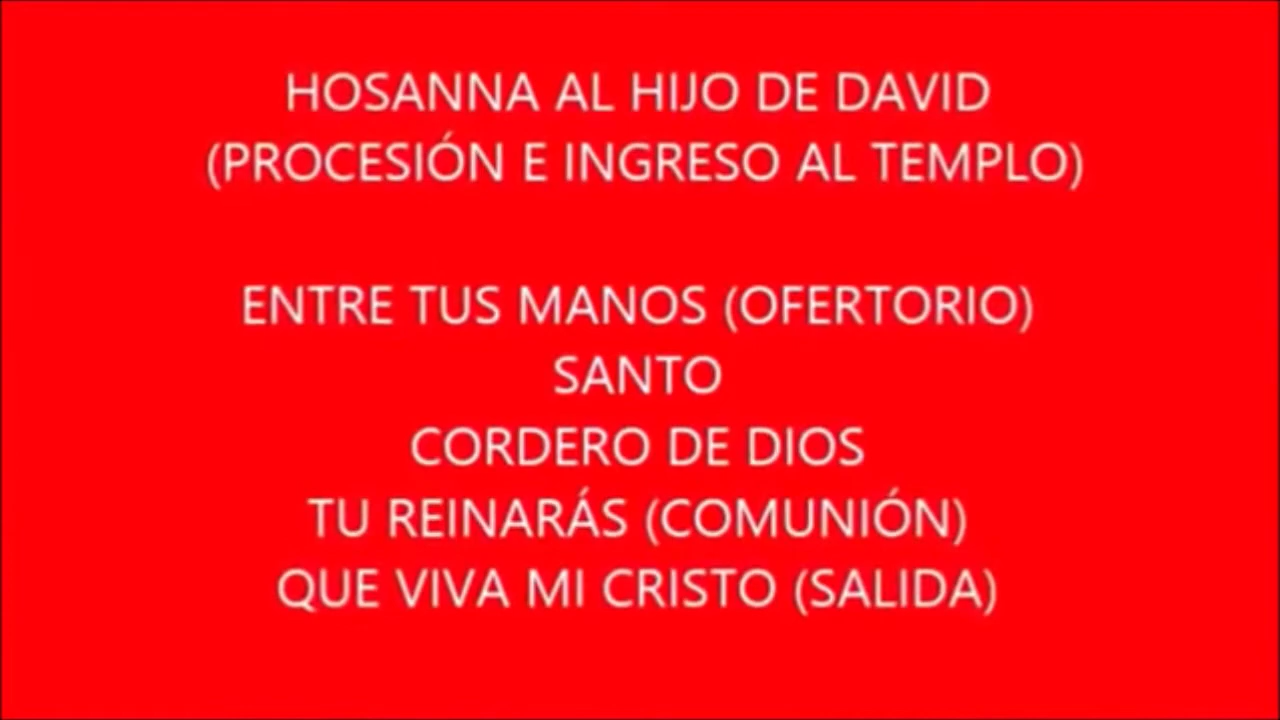 HOSANNA AL HIJO DE DAVID
(PROCESIÓN E INGRESO AL TEMPLO)
ENTRE TUS MANOS (OFERTORIO)
SANTO
CORDERO DE DIOS
TU REINARÁS (COMUNIÓN)
QUE VIVA MI CRISTO (SALIDA)